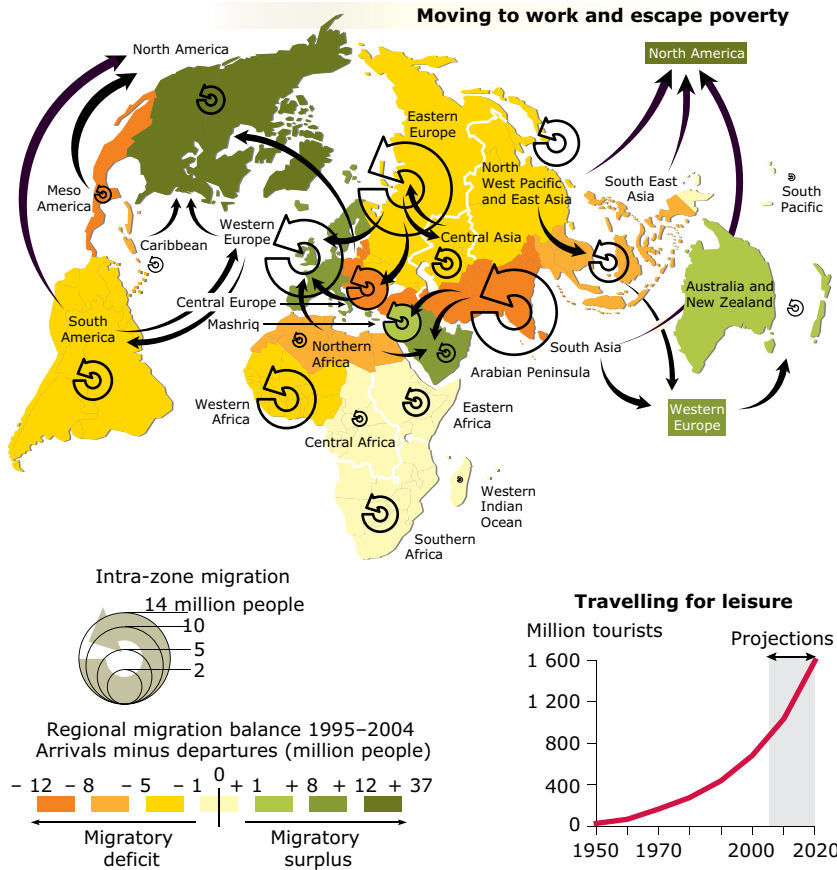 Moving to work and escape poverty
North America
North America
Eastern
Europe
North
West Pacific
and East Asia
South East
Asia
South
Pacific
Meso
America
Caribbean
Western
Europe
Central Asia
Australia and
New Zealand
Central Europe
Mashriq
South
America
Northern
Africa
South Asia
Arabian Peninsula
Western
Africa
Central Africa
Eastern
Africa
Western
Europe
Western
Indian
Ocean
Southern
Africa
Intra-zone migration
14 million people
10
5
2
Regional migration balance 1995–2004
Arrivals minus departures (million people)
0
– 12 – 8 – 5 – 1 + 1 + 8 + 12 + 37
Migratory
deficit
Migratory
surplus
Travelling for leisure
Million tourists
Projections
1 600
1 200
800
400
0
1950 1970 2000 2020